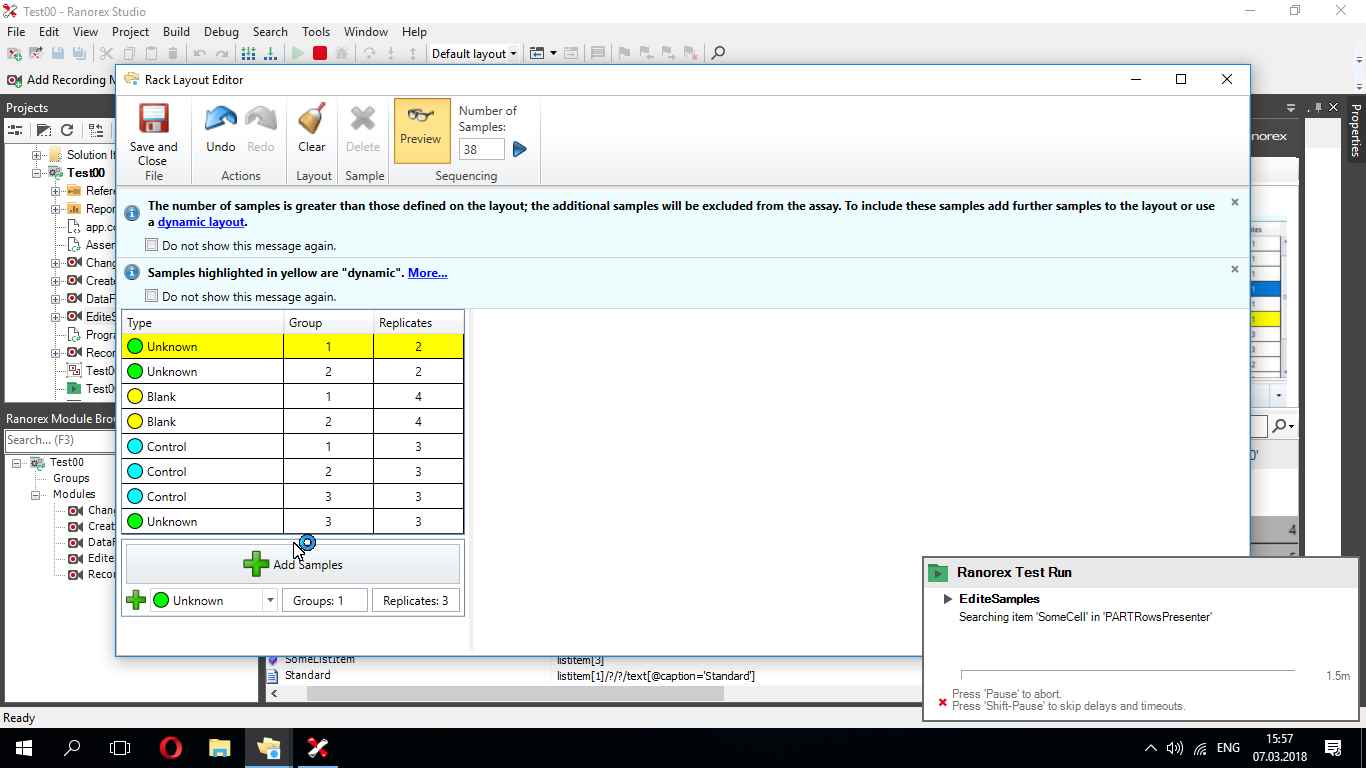 Test00 - Ranorex Studio
File Edit View Project Build Debug Search Tools Window Help
Default layout
Add Recording M
Rack Layout Editor
Projects
Properties
Solution It
Test00
Refere
Repor
app.co
Assem
Chang
Create
DataF
EditeS
Progra
Recor
Test0
Test0
Save and
Close
File
Undo
Redo
Actions
Clear
Layout
Delete
Sample
Preview
Number of
Samples:
38
Sequencing
norex
The number of samples is greater than those defined on the layout; the additional samples will be excluded from the assay. To include these samples add further samples to the layout or use
a dynamic layout.
Do not show this message again.
Samples highlighted in yellow are "dynamic". More...
Do not show this message again.
Type Group Replicates
Unknown 1 2
Unknown 2 2
Blank 1 4
Blank 2 4
Control 1 3
Control 2 3
Control 3 3
Unknown 3 3
Add Samples
Unknown Groups: 1 Replicates: 3
Ranorex Module Bro
Search... (F3)
Test00
Groups
Modules
Chan
Creat
DataF
Edite
Recor
4
SomeListItem listitem[3]
Standard listitem[1]/?/?/text[@caption='Standard']
Ranorex Test Run
EditeSamples
Searching item 'SomeCell' in 'PARTRowsPresenter'
1.5m
Press 'Pause' to abort.
Press 'Shift-Pause' to skip delays and timeouts.
Ready
ENG
15:57
07.03.2018